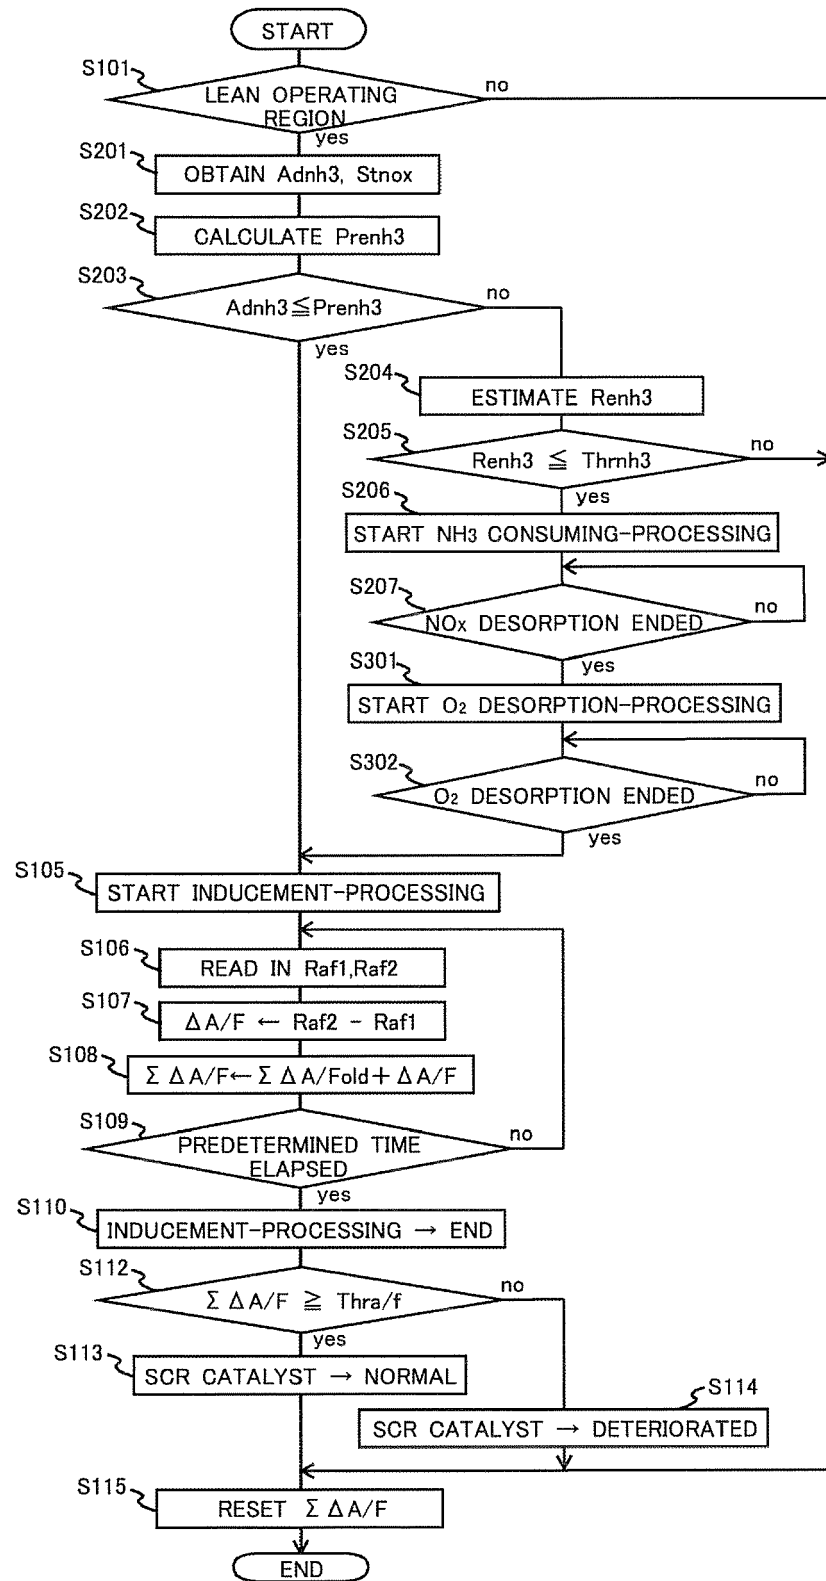 START
S101
LEAN OPERATING
REGION
no
yes
S201
OBTAIN Adnh3, Stnox
S202
CALCULATE Prenh3
S203
Adnh3≦Prenh3
no
yes
S204
ESTIMATE Renh3
S205
Renh3 ≦ Thrnh3
no
yes
S206
START NH3 CONSUMING-PROCESSING
S207
NOx DESORPTION ENDED
no
yes
S301
START O2 DESORPTION-PROCESSING
S302
O2 DESORPTION ENDED
no
yes
S105
START INDUCEMENT-PROCESSING
S106
READ IN Raf1,Raf2
S107
ΔA/F ← Raf2 - Raf1
S108
ΣΔA/F←ΣΔA/Fold+ΔA/F
S109
PREDETERMINED TIME
ELAPSED
no
yes
S110
INDUCEMENT-PROCESSING → END
S112
ΣΔA/F ≧ Thra/f
no
yes
S113
SCR CATALYST → NORMAL
S114
SCR CATALYST → DETERIORATED
S115
RESET ΣΔA/F
END